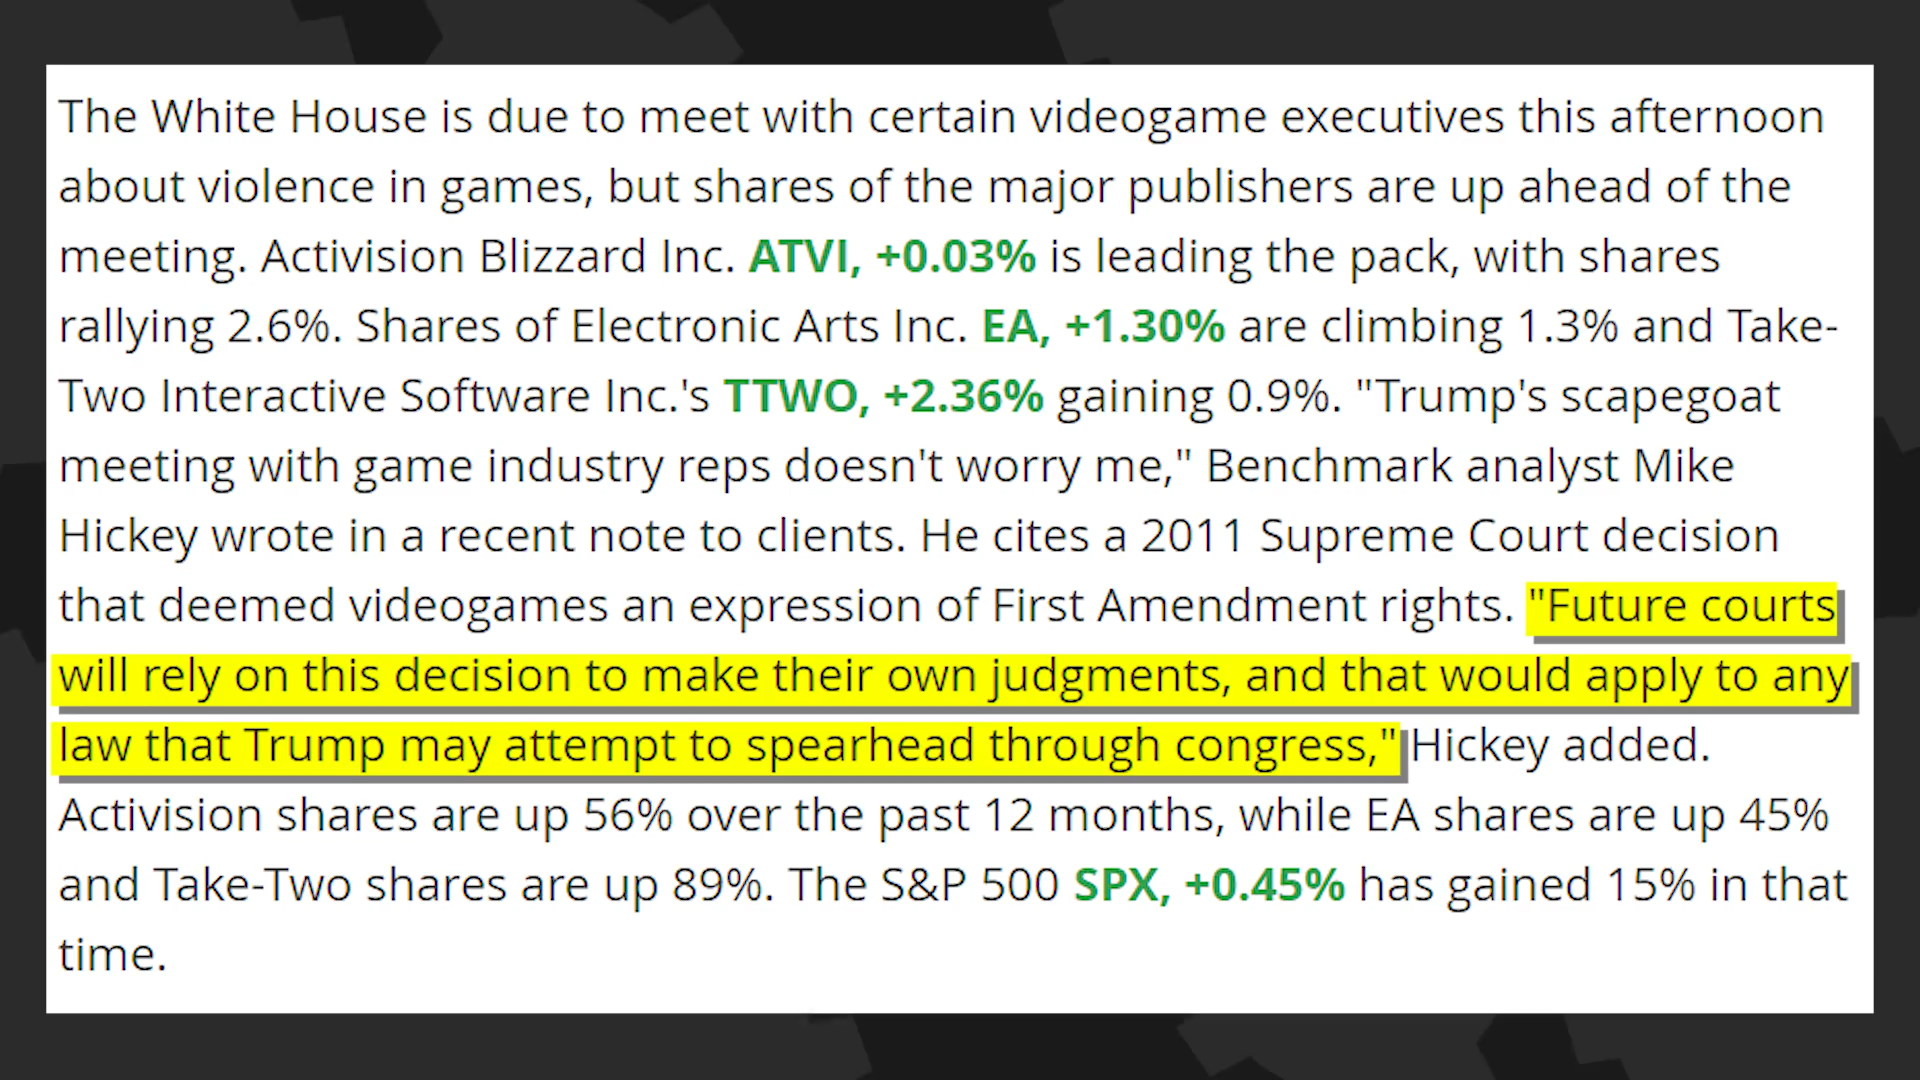 The White House is due to meet with certain videogame executives this afternoon
about violence in games, but shares of the major publishers are up ahead of the
meeting. Activision Blizzard Inc. ATVI, +0.03% is leading the pack, with shares
rallying 2.6%. Shares of Electronic Arts Inc. EA, +1.30% are climbing 1.3% and Take-
Two Interactive Software Inc.'s TTWO, +2.36% gaining 0.9%. "Trump's scapegoat
meeting with game industry reps doesn't worry me," Benchmark analyst Mike
Hickey wrote in a recent note to clients. He cites a 2011 Supreme Court decision
that deemed videogames an expression of First Amendment rights. "Future courts
will rely on this decision to make their own judgments, and that would apply to any
law that Trump may attempt to spearhead through congress," Hickey added.
Activision shares are up 56% over the past 12 months, while EA shares are up 45%
and Take-Two shares are up 89%. The S&P 500 SPX, +0.45% has gained 15% in that
time.